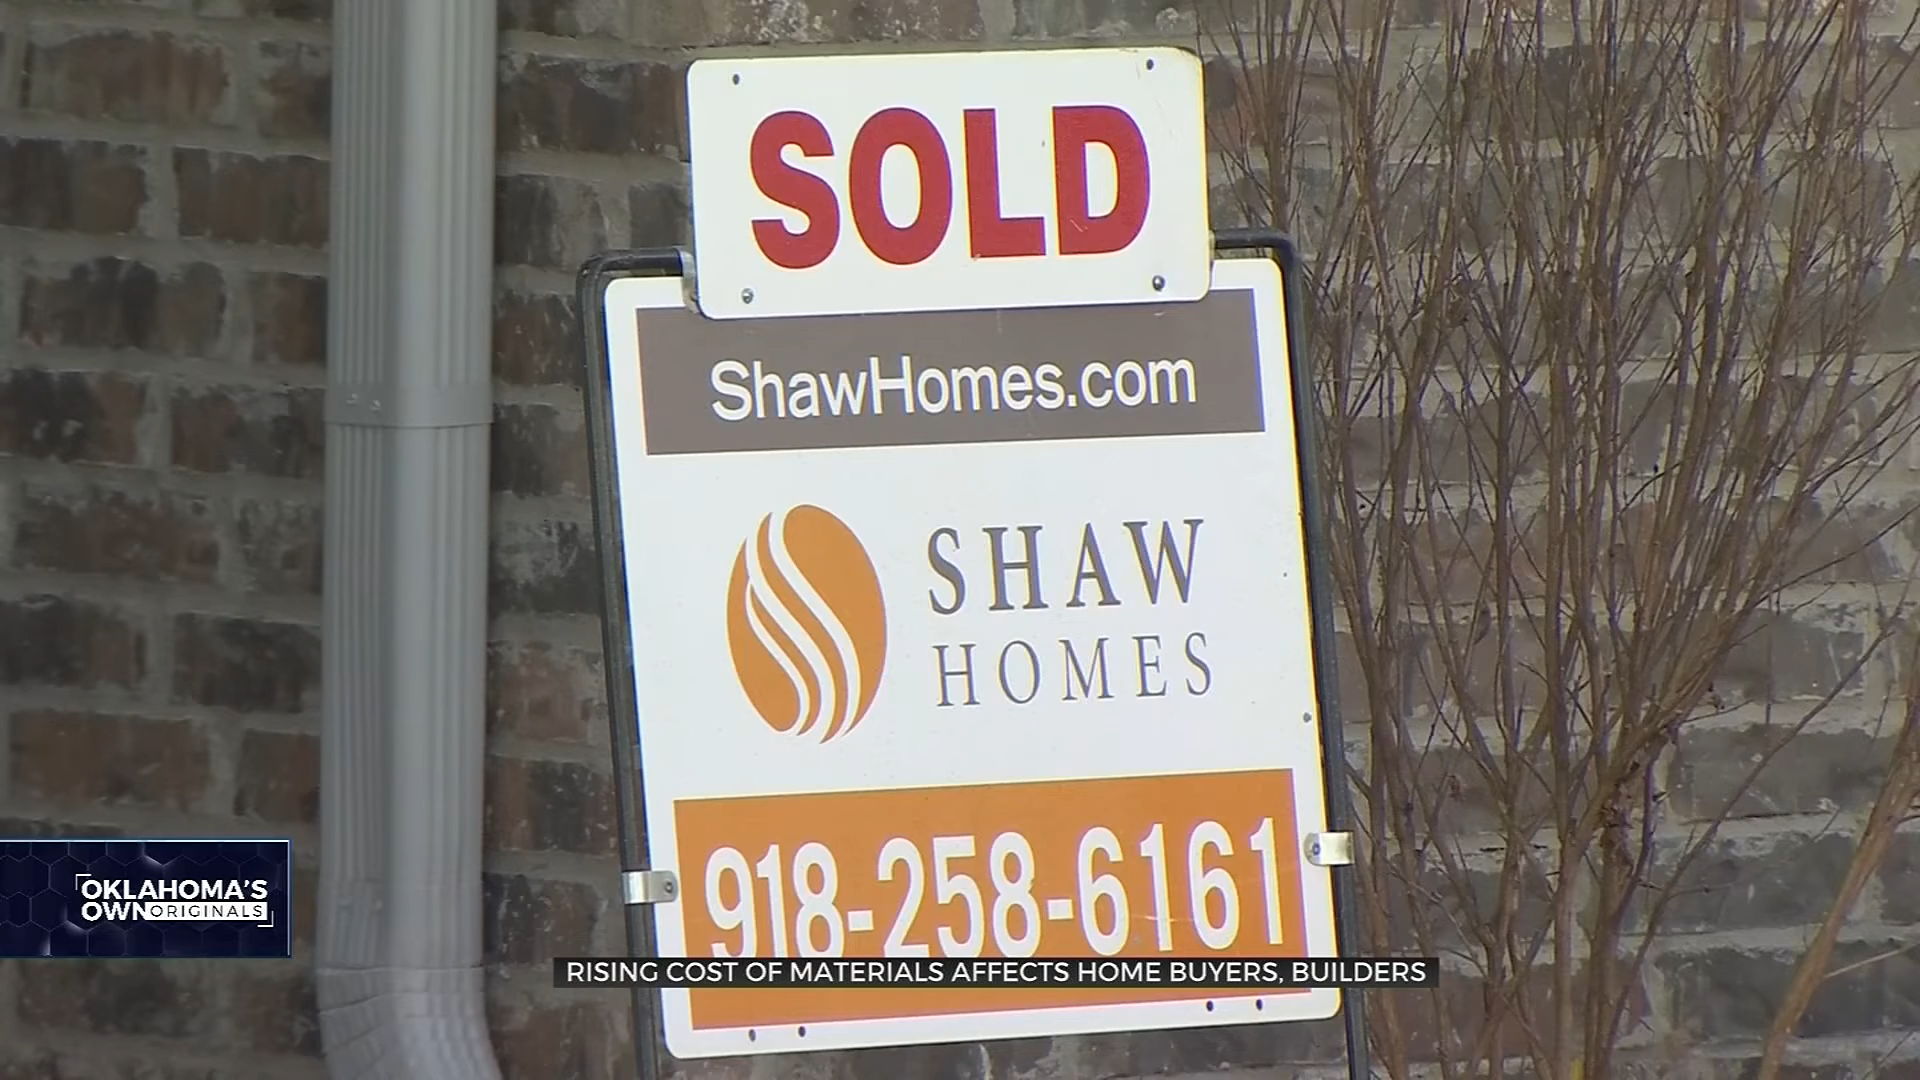 SOLD
ShawHomes.com
SHAW
HOMES
918-258-6161
OKLAHOMA'S
OWN ORIGINALS
RISING COST OF MATERIALS AFFECTS HOME BUYERS, BUILDERS